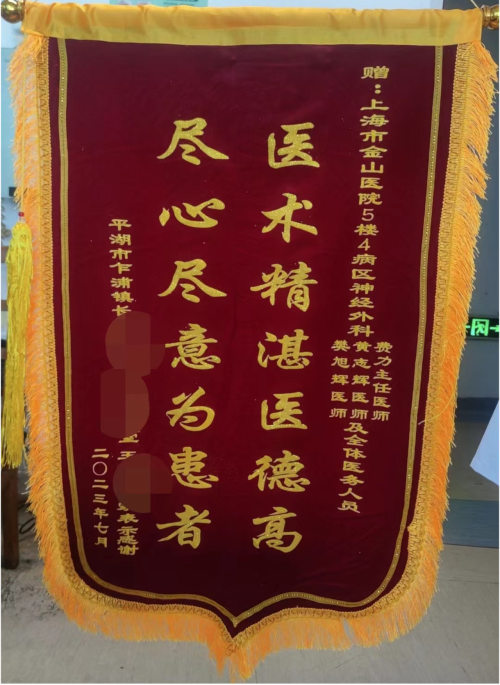 赠：上海市金山医院5楼4病区神经外科
费力主任医师
黄志辉医师
樊旭辉医师
及全体医务人员
医术精湛医德高
尽心尽意为患者
平湖市乍浦镇长
表示感谢
二〇二三年七月